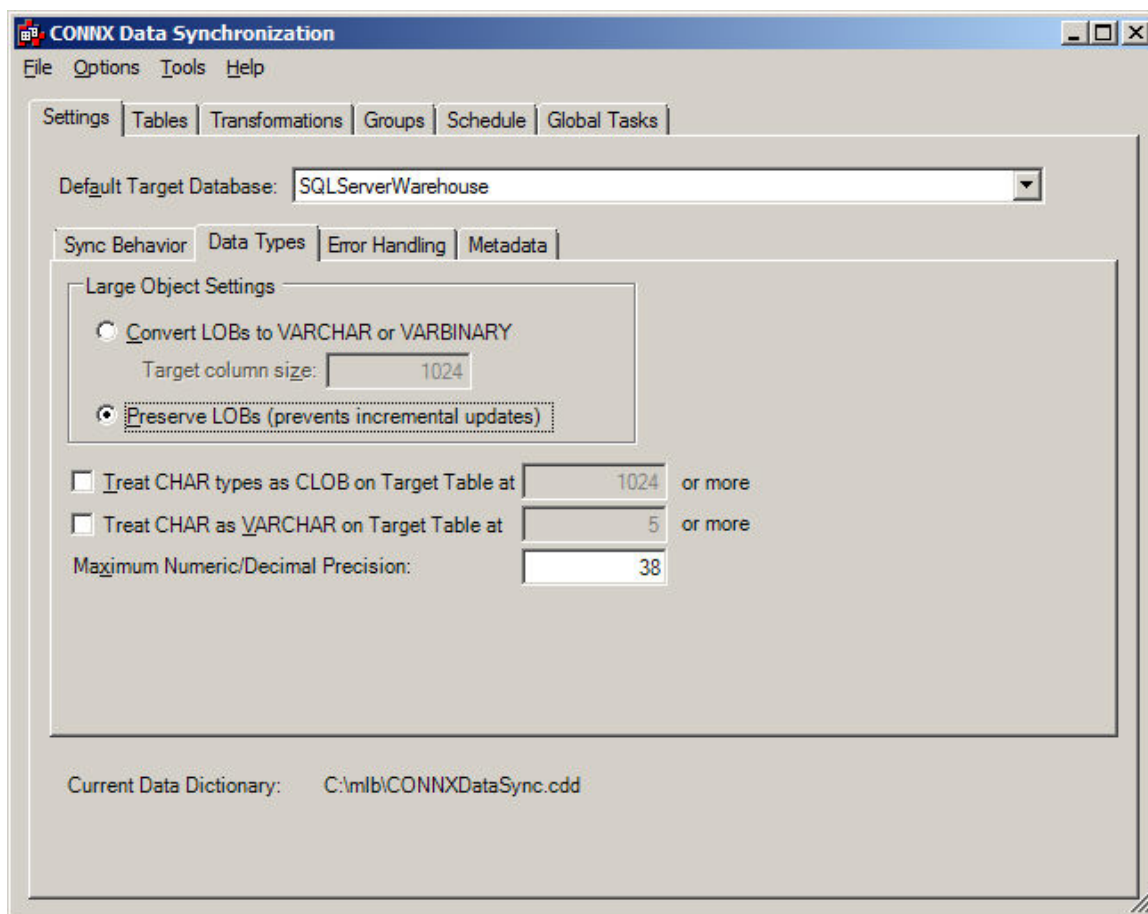 CONNX Data Synchronization
File Options Tools Help
Settings Tables Transformations Groups Schedule Global Tasks
Default Target Database: SQLServerWarehouse
Sync Behavior Data Types Error Handling Metadata
Large Object Settings
Convert LOBs to VARCHAR or VARBINARY
Target column size: 1024
Preserve LOBs (prevents incremental updates)
Treat CHAR types as CLOB on Target Table at 1024 or more
Treat CHAR as VARCHAR on Target Table at 5 or more
Maximum Numeric/Decimal Precision: 38
Current Data Dictionary: C:\mlb\CONNXDataSync.cdd